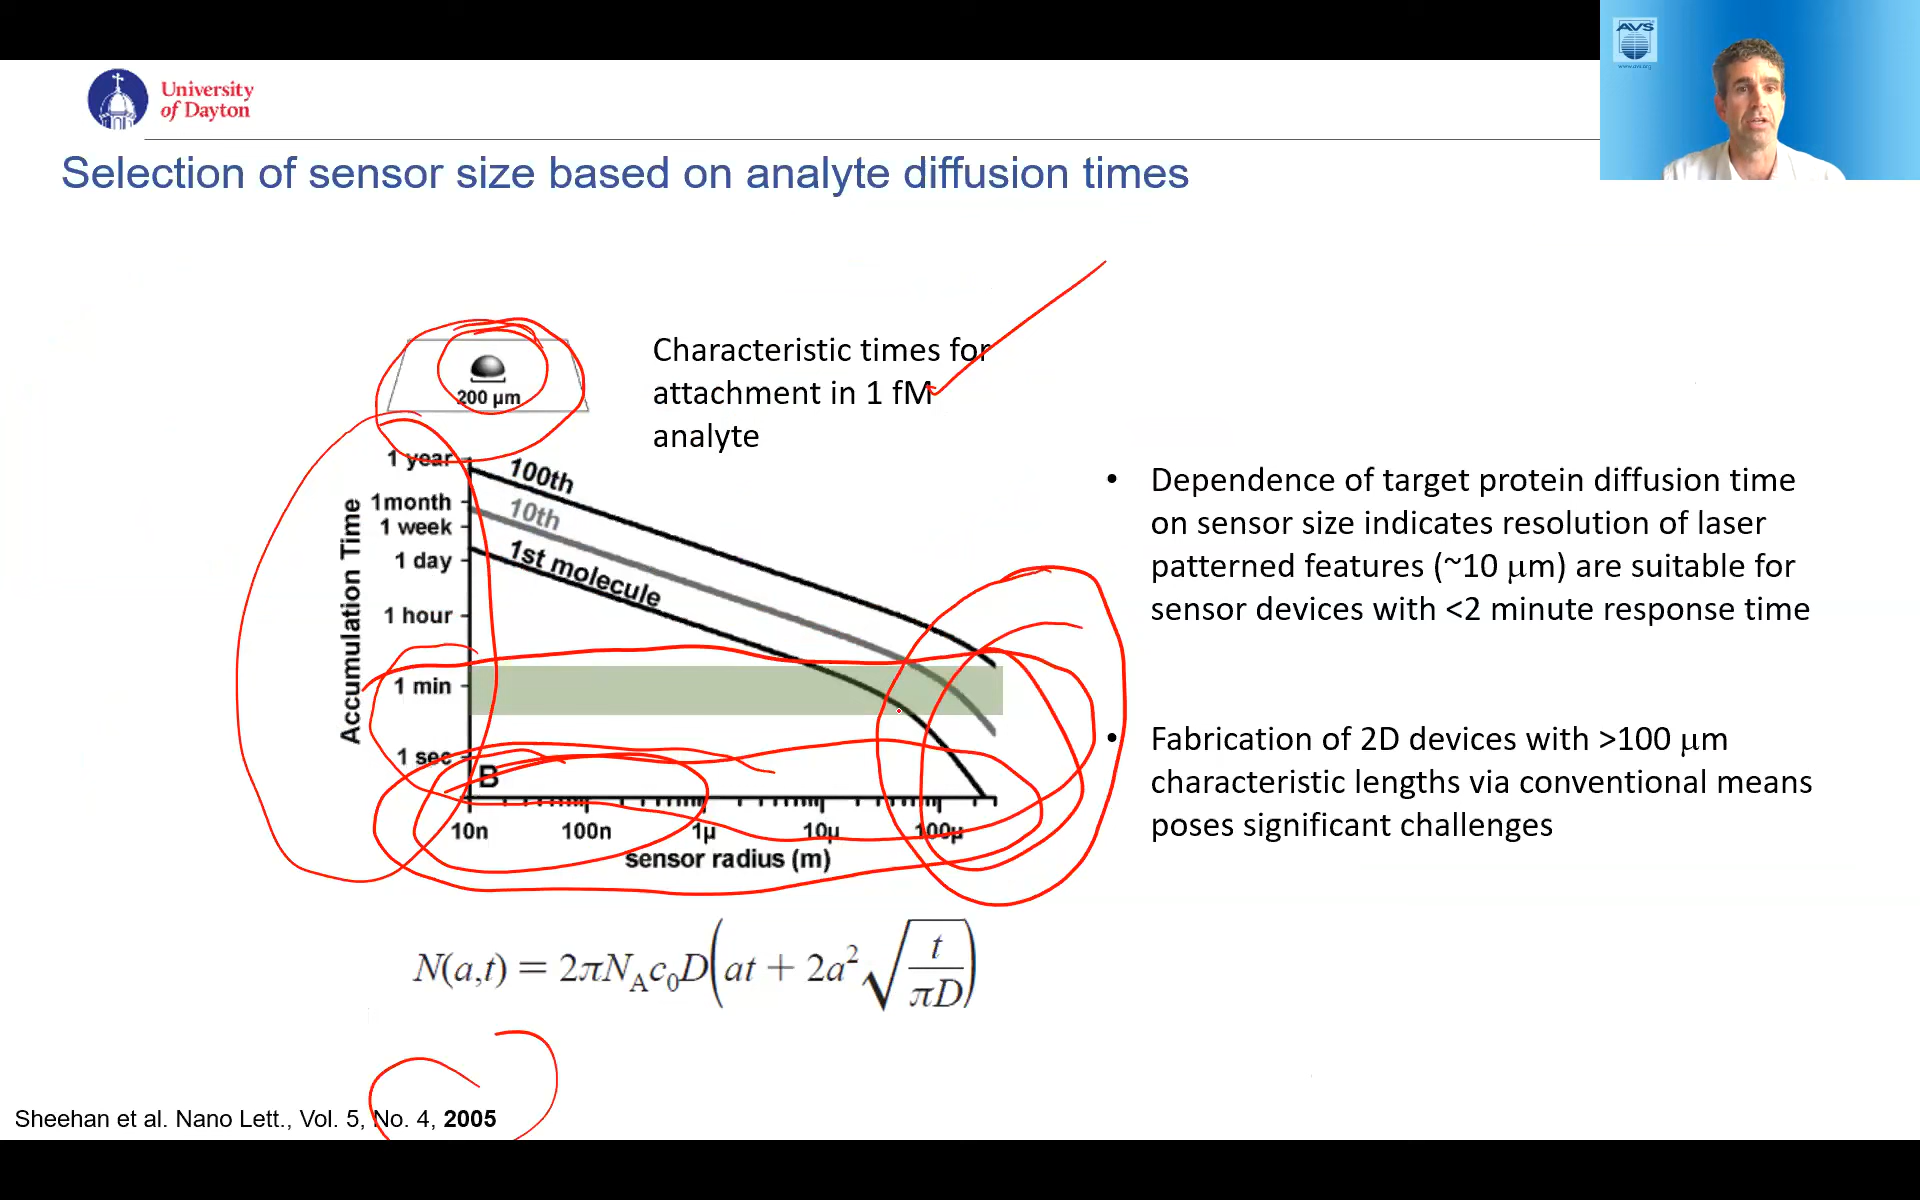 AVS
www.avs.org
University
of Dayton
Selection of sensor size based on analyte diffusion times
200 μm
Characteristic times for
attachment in 1 fM
analyte
Accumulation Time
1 year
1month
1 week
1 day
1 hour
1 min
1 sec
100th
10th
1st molecule
B
10n 100n 1μ 10μ 100μ
sensor radius (m)
• Dependence of target protein diffusion time
on sensor size indicates resolution of laser
patterned features (~10 μm) are suitable for
sensor devices with <2 minute response time
• Fabrication of 2D devices with >100 μm
characteristic lengths via conventional means
poses significant challenges
N(a,t) = 2πN_A c_0 D(at + 2a²√(t/πD))
Sheehan et al. Nano Lett., Vol. 5, No. 4, 2005